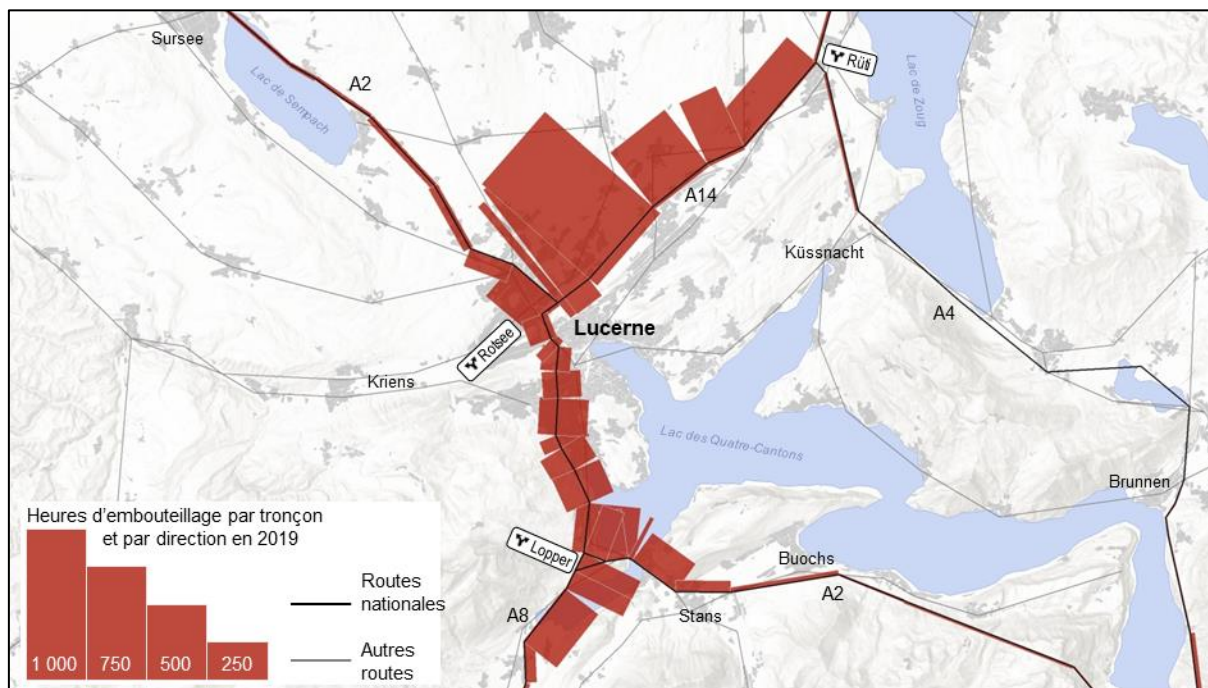 Sursee
A2
Lac de Sempach
Rüti
Lac de Zoug
A14
Küssnacht
A4
Lucerne
Rotsee
Kriens
Lac des Quatre-Cantons
Brunnen
Lopper
Buochs
A2
Stans
A8
Heures d'embouteillage par tronçon
et par direction en 2019
1 000
750
500
250
Routes
nationales
Autres
routes